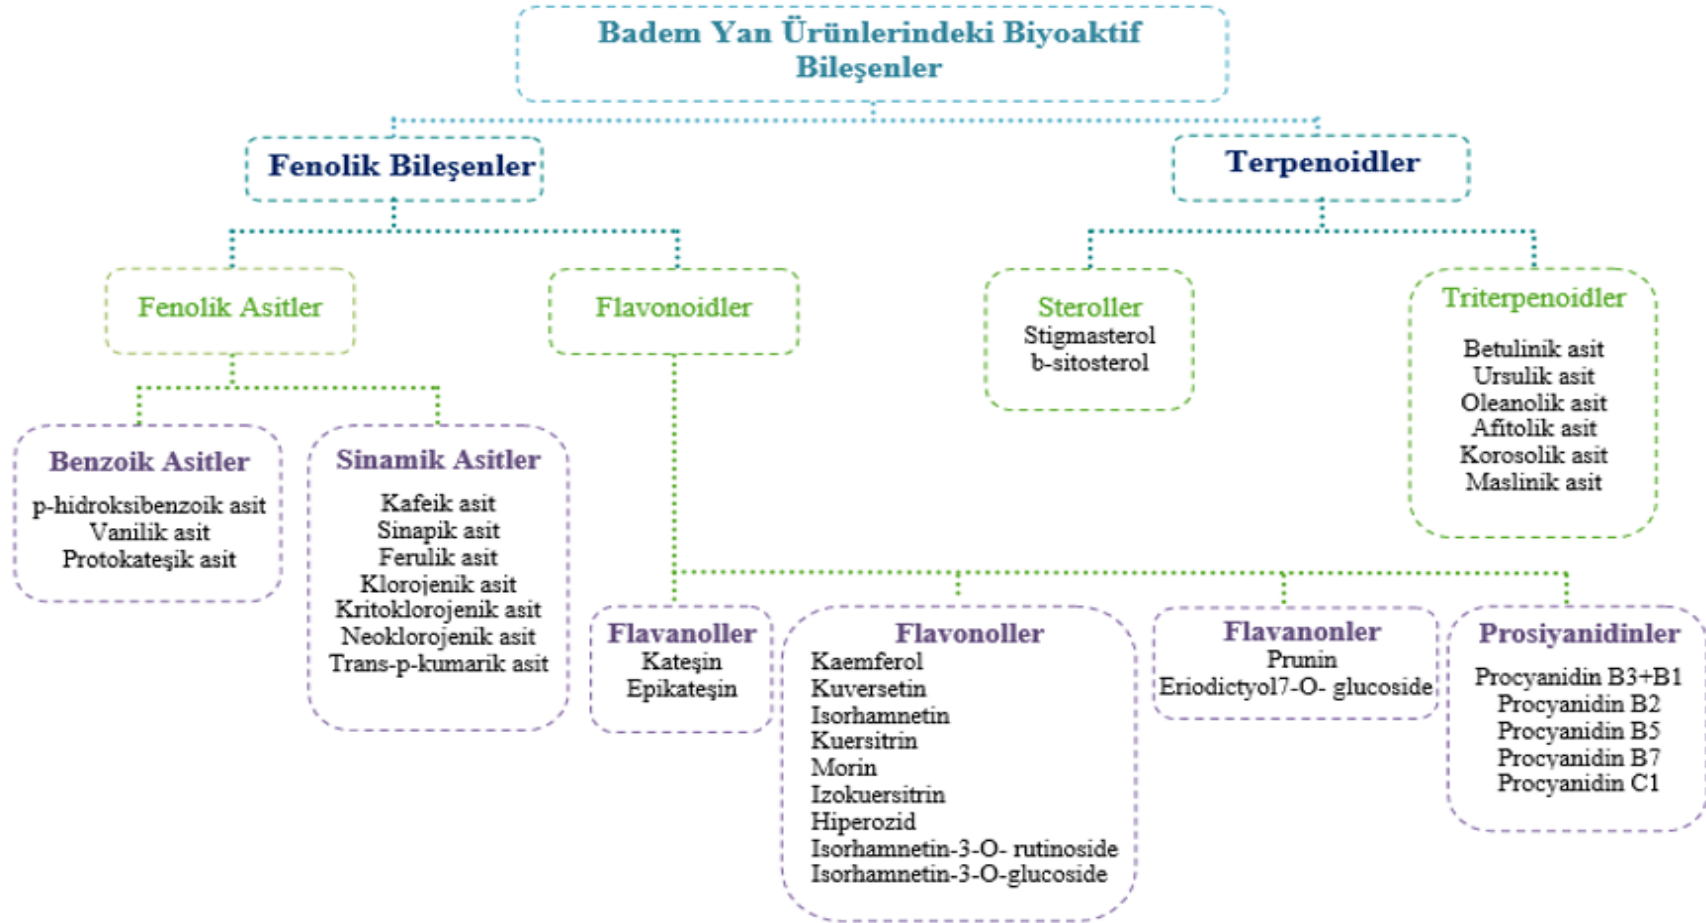 Badem Yan Ürünlerindeki Biyoaktif
Bileşenler
Fenolik Bileşenler
Terpenoidler
Fenolik Asitler
Flavonoidler
Steroller
Stigmasterol
b-sitosterol
Triterpenoidler
Betulinik asit
Ursulik asit
Oleanolik asit
Afitolik asit
Korosolik asit
Maslinik asit
Benzoik Asitler
p-hidroksibenzoik asit
Vanilik asit
Protokateşik asit
Sinamik Asitler
Kafeik asit
Sinapik asit
Ferulik asit
Klorojenik asit
Kritoklorojenik asit
Neoklorojenik asit
Trans-p-kumarik asit
Flavanoller
Kateşin
Epikateşin
Flavonoller
Kaemferol
Kuversetin
Isorhamnetin
Kuersitrin
Morin
Izokuersitrin
Hiperozid
Isorhamnetin-3-O- rutinoside
Isorhamnetin-3-O-glucoside
Flavanonler
Prunin
Eriodictyol7-O- glucoside
Prosiyanidinler
Procyanidin B3+B1
Procyanidin B2
Procyanidin B5
Procyanidin B7
Procyanidin C1